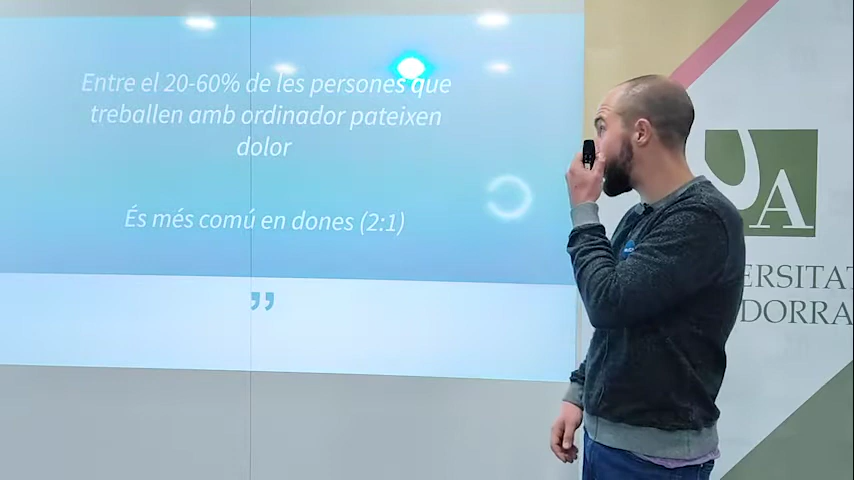 Entre el 20-60% de les persones que
treballen amb ordinador pateixen
dolor
És més comú en dones (2:1)
”
UA
ERSITAT
DORRA